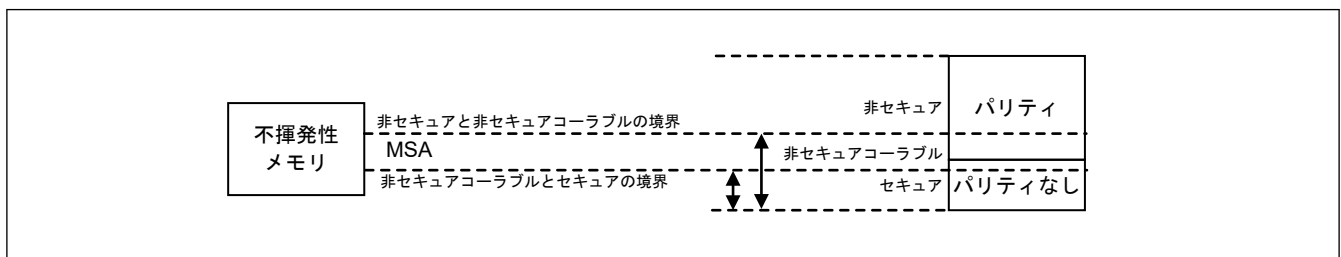 不揮発性
メモリ
非セキュアと非セキュアコーラブルの境界
MSA
非セキュアコーラブルとセキュアの境界
非セキュア
非セキュアコーラブル
セキュア
パリティ
パリティなし